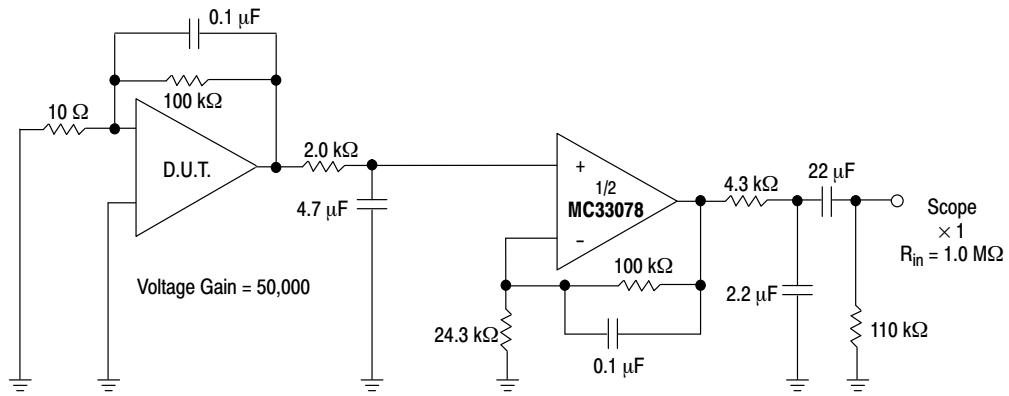 0.1 μF
100 kΩ
10 Ω
D.U.T.
2.0 kΩ
4.7 μF
Voltage Gain = 50,000
+
1/2
MC33078
–
100 kΩ
24.3 kΩ
0.1 μF
4.3 kΩ
22 μF
2.2 μF
Scope
× 1
Rin = 1.0 MΩ
110 kΩ